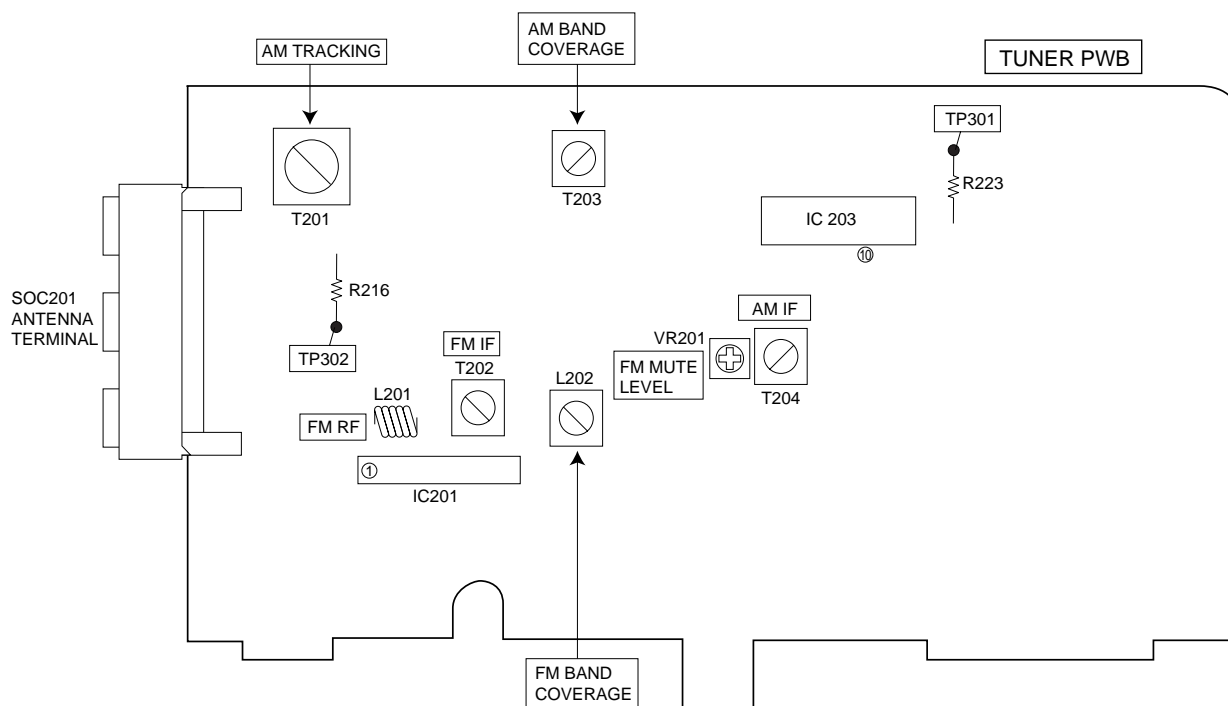 AM TRACKING
AM BAND
COVERAGE
TUNER PWB
TP301
T201
T203
R223
IC 203
10
R216
SOC201
ANTENNA
TERMINAL
TP302
AM IF
VR201
FM IF
T202
FM MUTE
LEVEL
L202
T204
L201
FM RF
1
IC201
FM BAND
COVERAGE